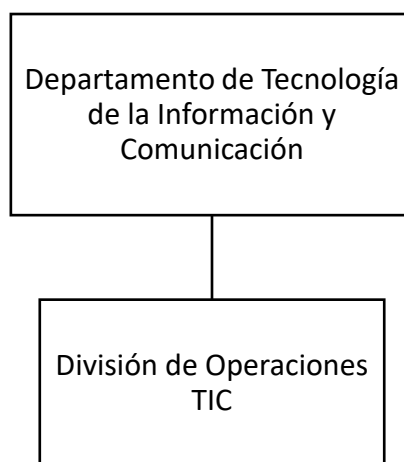 Departamento de Tecnología
de la Información y
Comunicación
División de Operaciones
TIC